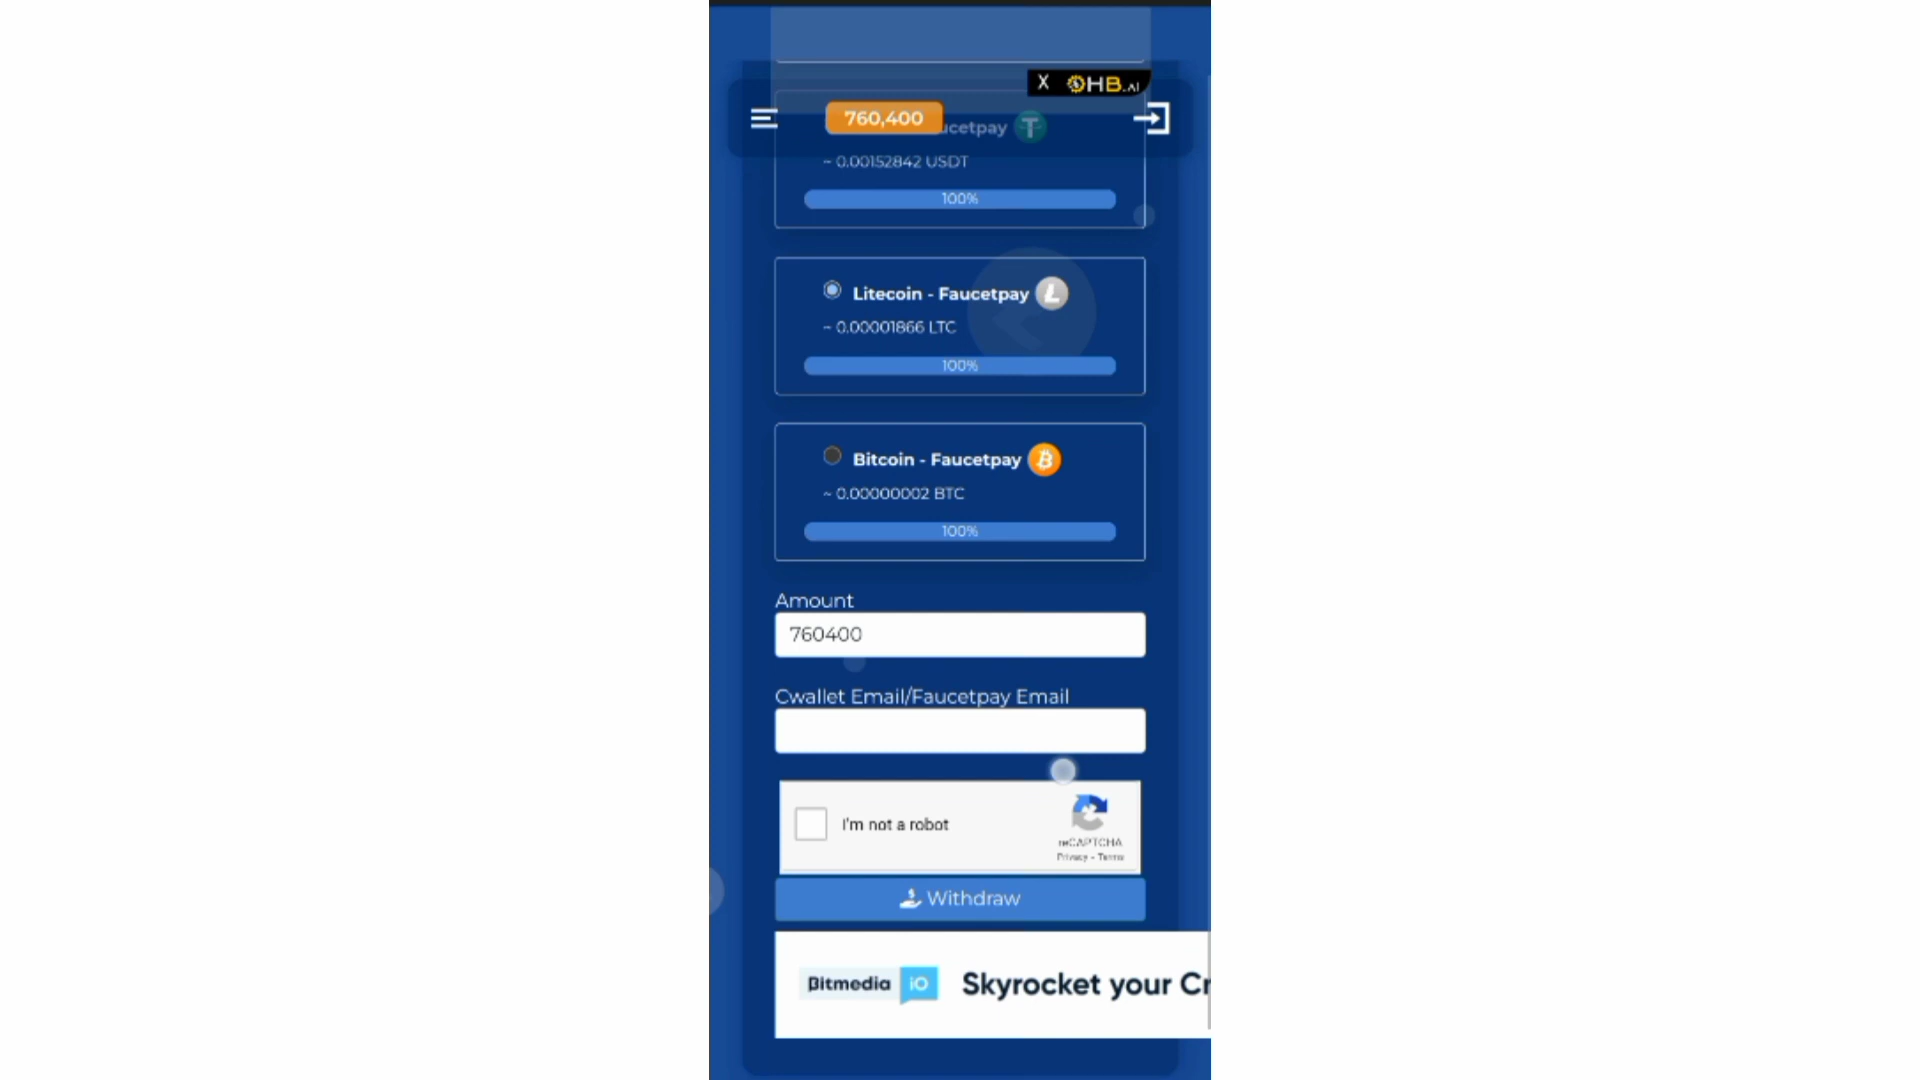 X HB.AI
760,400
ucetpay
~ 0.00152842 USDT
100%
Litecoin - Faucetpay
~ 0.00001866 LTC
100%
Bitcoin - Faucetpay
~ 0.00000002 BTC
100%
Amount
760400
Cwallet Email/Faucetpay Email
I'm not a robot
reCAPTCHA
Privacy - Terms
Withdraw
Bitmedia iO Skyrocket your Cr